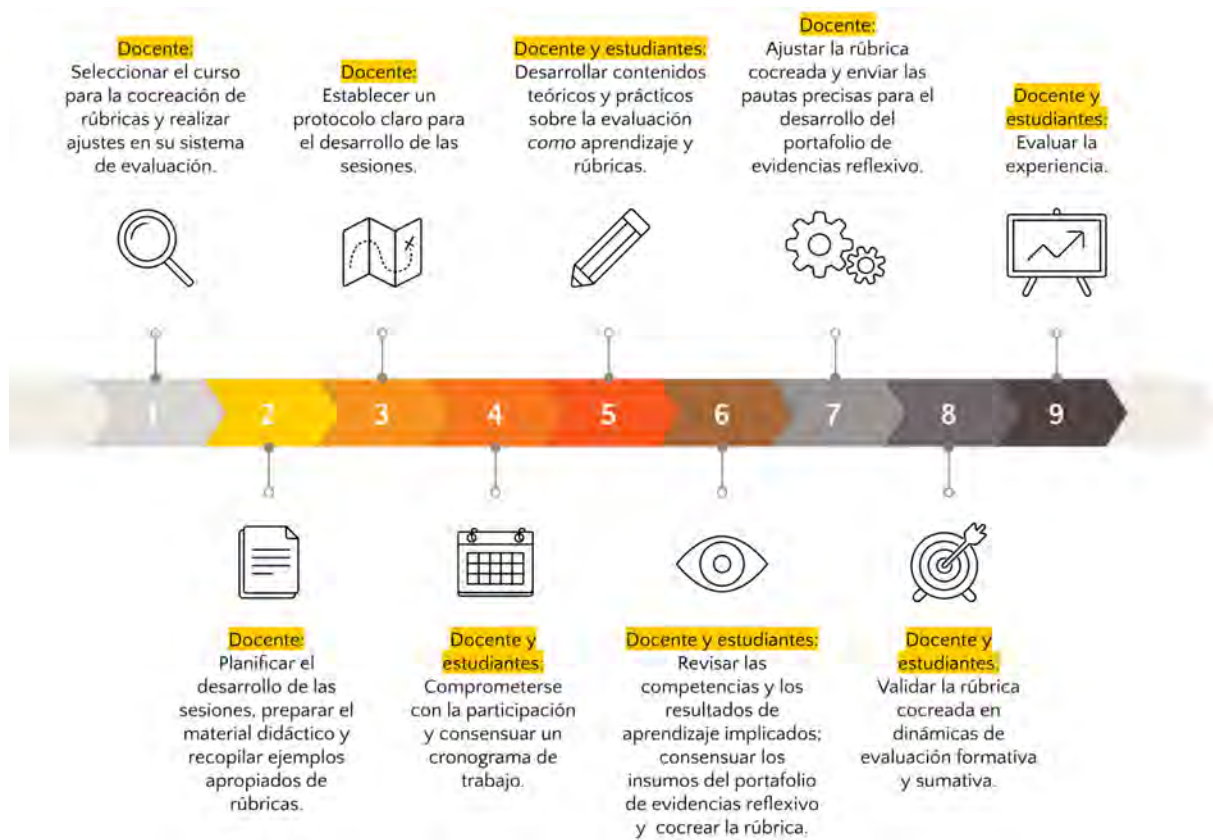 Docente:
Seleccionar el curso
para la cocreación de
rúbricas y realizar
ajustes en su sistema
de evaluación.
Docente:
Establecer un
protocolo claro para
el desarrollo de las
sesiones.
Docente y estudiantes:
Desarrollar contenidos
teóricos y prácticos
sobre la evaluación
como aprendizaje y
rúbricas.
Docente:
Ajustar la rúbrica
cocreada y enviar las
pautas precisas para el
desarrollo del
portafolio de
evidencias reflexivo.
Docente y
estudiantes:
Evaluar la
experiencia.
1
2
3
4
5
6
7
8
9
Docente:
Planificar el
desarrollo de las
sesiones, preparar el
material didáctico y
recopilar ejemplos
apropiados de
rúbricas.
Docente y
estudiantes:
Comprometerse
con la participación
y consensuar un
cronograma de
trabajo.
Docente y estudiantes:
Revisar las
competencias y los
resultados de
aprendizaje implicados;
consensuar los
insumos del portafolio
de evidencias reflexivo
y cocrear la rúbrica.
Docente y
estudiantes:
Validar la rúbrica
cocreada en
dinámicas de
evaluación formativa
y sumativa.